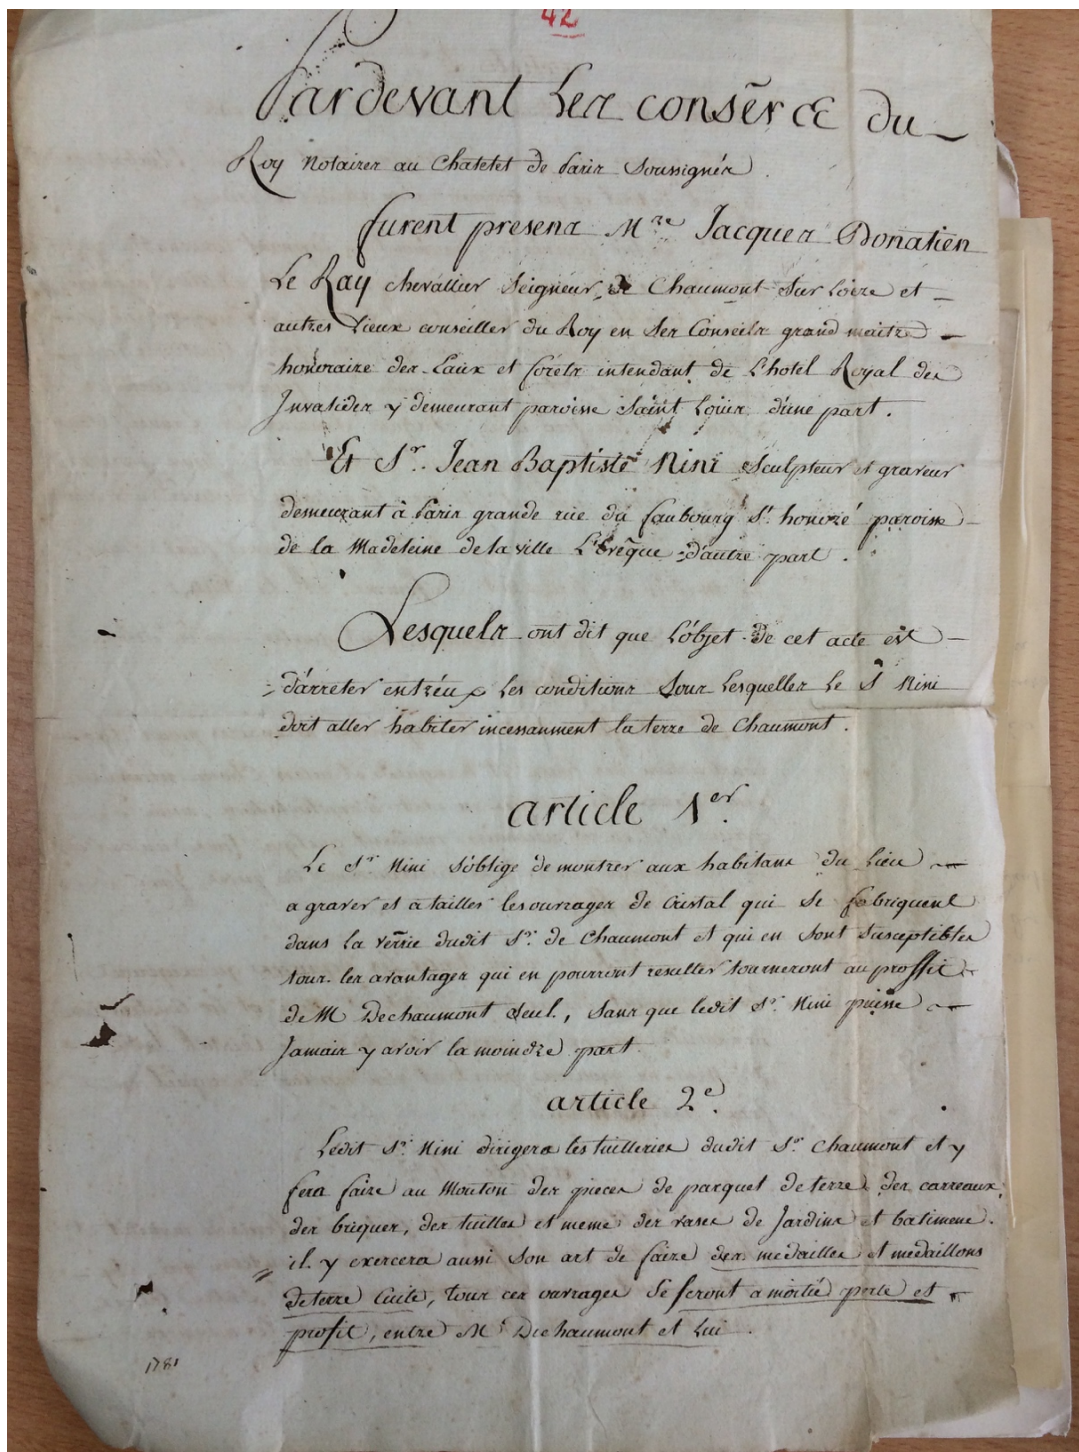 42
Pardevant Les consērs du
Roy Notaires au Chatelet de Paris Soussignés.
furent presens Mre Jacques Donatien
Le Ray chevallier Seigneur de Chaumont Sur Loire et
autres Lieux conseiller du Roy en Ses Conseils grand maitre
honoraire des Eaux et foréts intendant de L'hotel Royal des
Invalides y demeurant paroisse Saint Loüis d'une part.
Et Sr. Jean Baptiste Nini Sculpteur et graveur
demeurant à Paris grande rue du faubourg St. honoré paroisse
de la Madeleine de la ville L'Evêque d'autre part.
Lesquels ont dit que L'objet de cet acte est
d'arreter entr'eux Les conditions Sous Lesquelles Le S Nini
doit aller habiter incessamment la terre de Chaumont.
article 1er.
Le Sr. Nini S'oblige de montrer aux habitans du Lieu
a graver et a tailler les ouvrages de Cristal qui Se fabriquent
dans la verrie dudit Sr. de Chaumont et qui en Sont Susceptibles
tous les avantages qui en pourront resulter tourneront au proffit
de M Dechaumont Seul, Sans que ledit Sr. Nini puisse
Jamais y avoir la moindre part.
article 2e.
Ledit Sr. Nini dirigera les tuilleries dudit Sr. Chaumont et y
fera faire au Mouton des pieces de parquet de terre des carreaux,
des briques, des tuilles et meme des vases de Jardins et batimens.
il y exercera aussi Son art de faire des medailles et medaillons
de terre Cuite, tous ces ouvrages Se feront a moitié perte et
profit, entre Mr Dechaumont et Lui.
1781